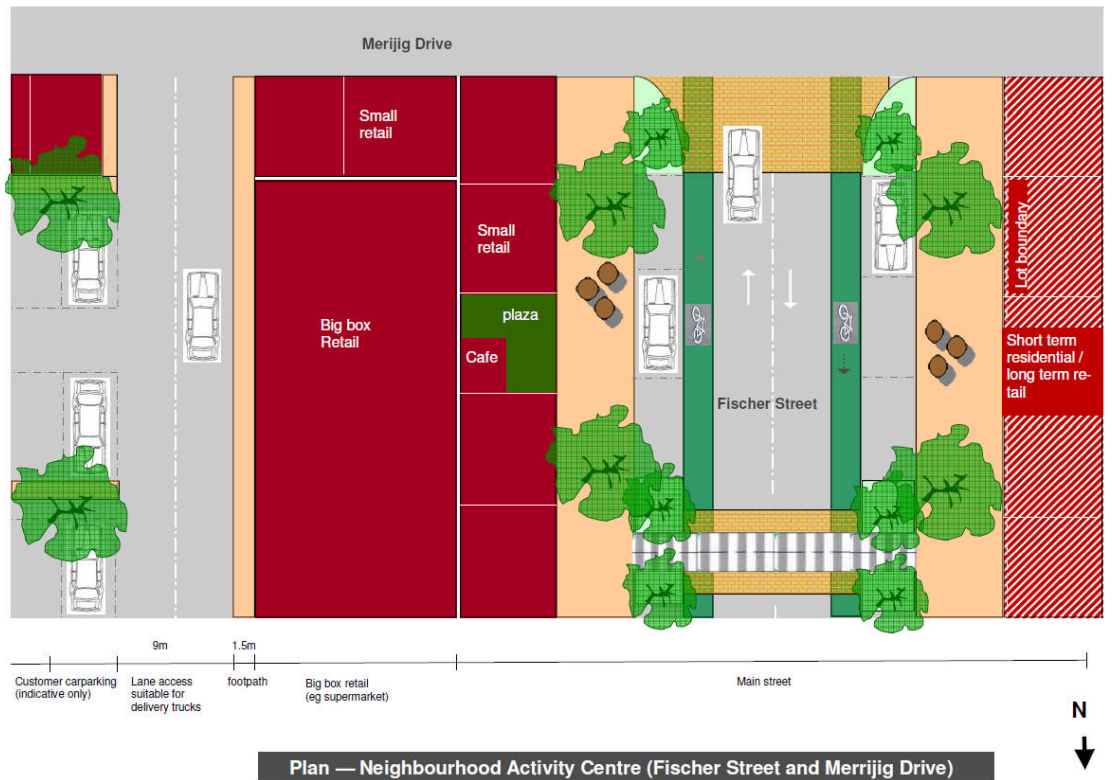 Merijig Drive
Small
retail
Small
retail
plaza
Cafe
Big box
Retail
Lot boundary
Short term
residential /
long term re-
tail
Fischer Street
9m
1.5m
Customer carparking
(indicative only)
Lane access
suitable for
delivery trucks
footpath
Big box retail
(eg supermarket)
Main street
N
Plan — Neighbourhood Activity Centre (Fischer Street and Merrijig Drive)